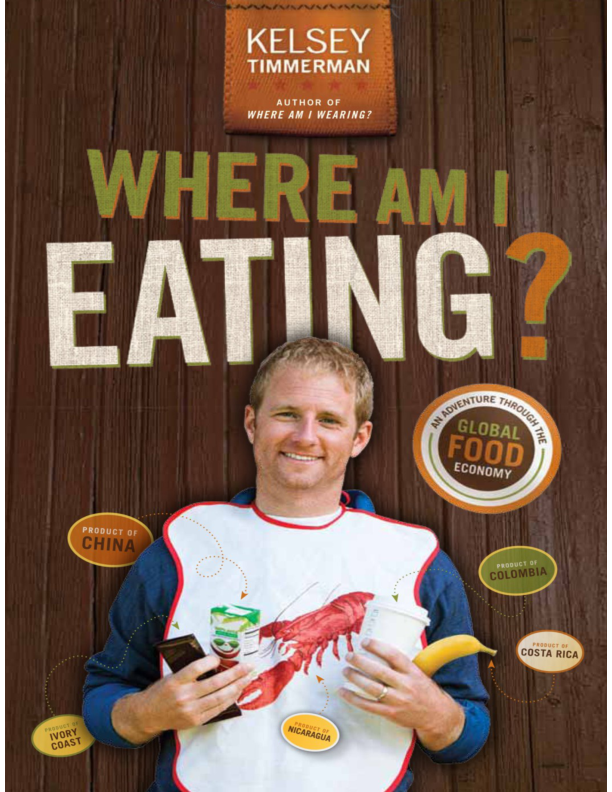 KELSEY
TIMMERMAN
AUTHOR OF
WHERE AM I WEARING?
WHERE AM I
EATING?
AN ADVENTURE THROUGH THE
GLOBAL
FOOD
ECONOMY
PRODUCT OF
CHINA
PRODUCT OF
COLOMBIA
PRODUCT OF
COSTA RICA
PRODUCT OF
IVORY
COAST
PRODUCT OF
NICARAGUA